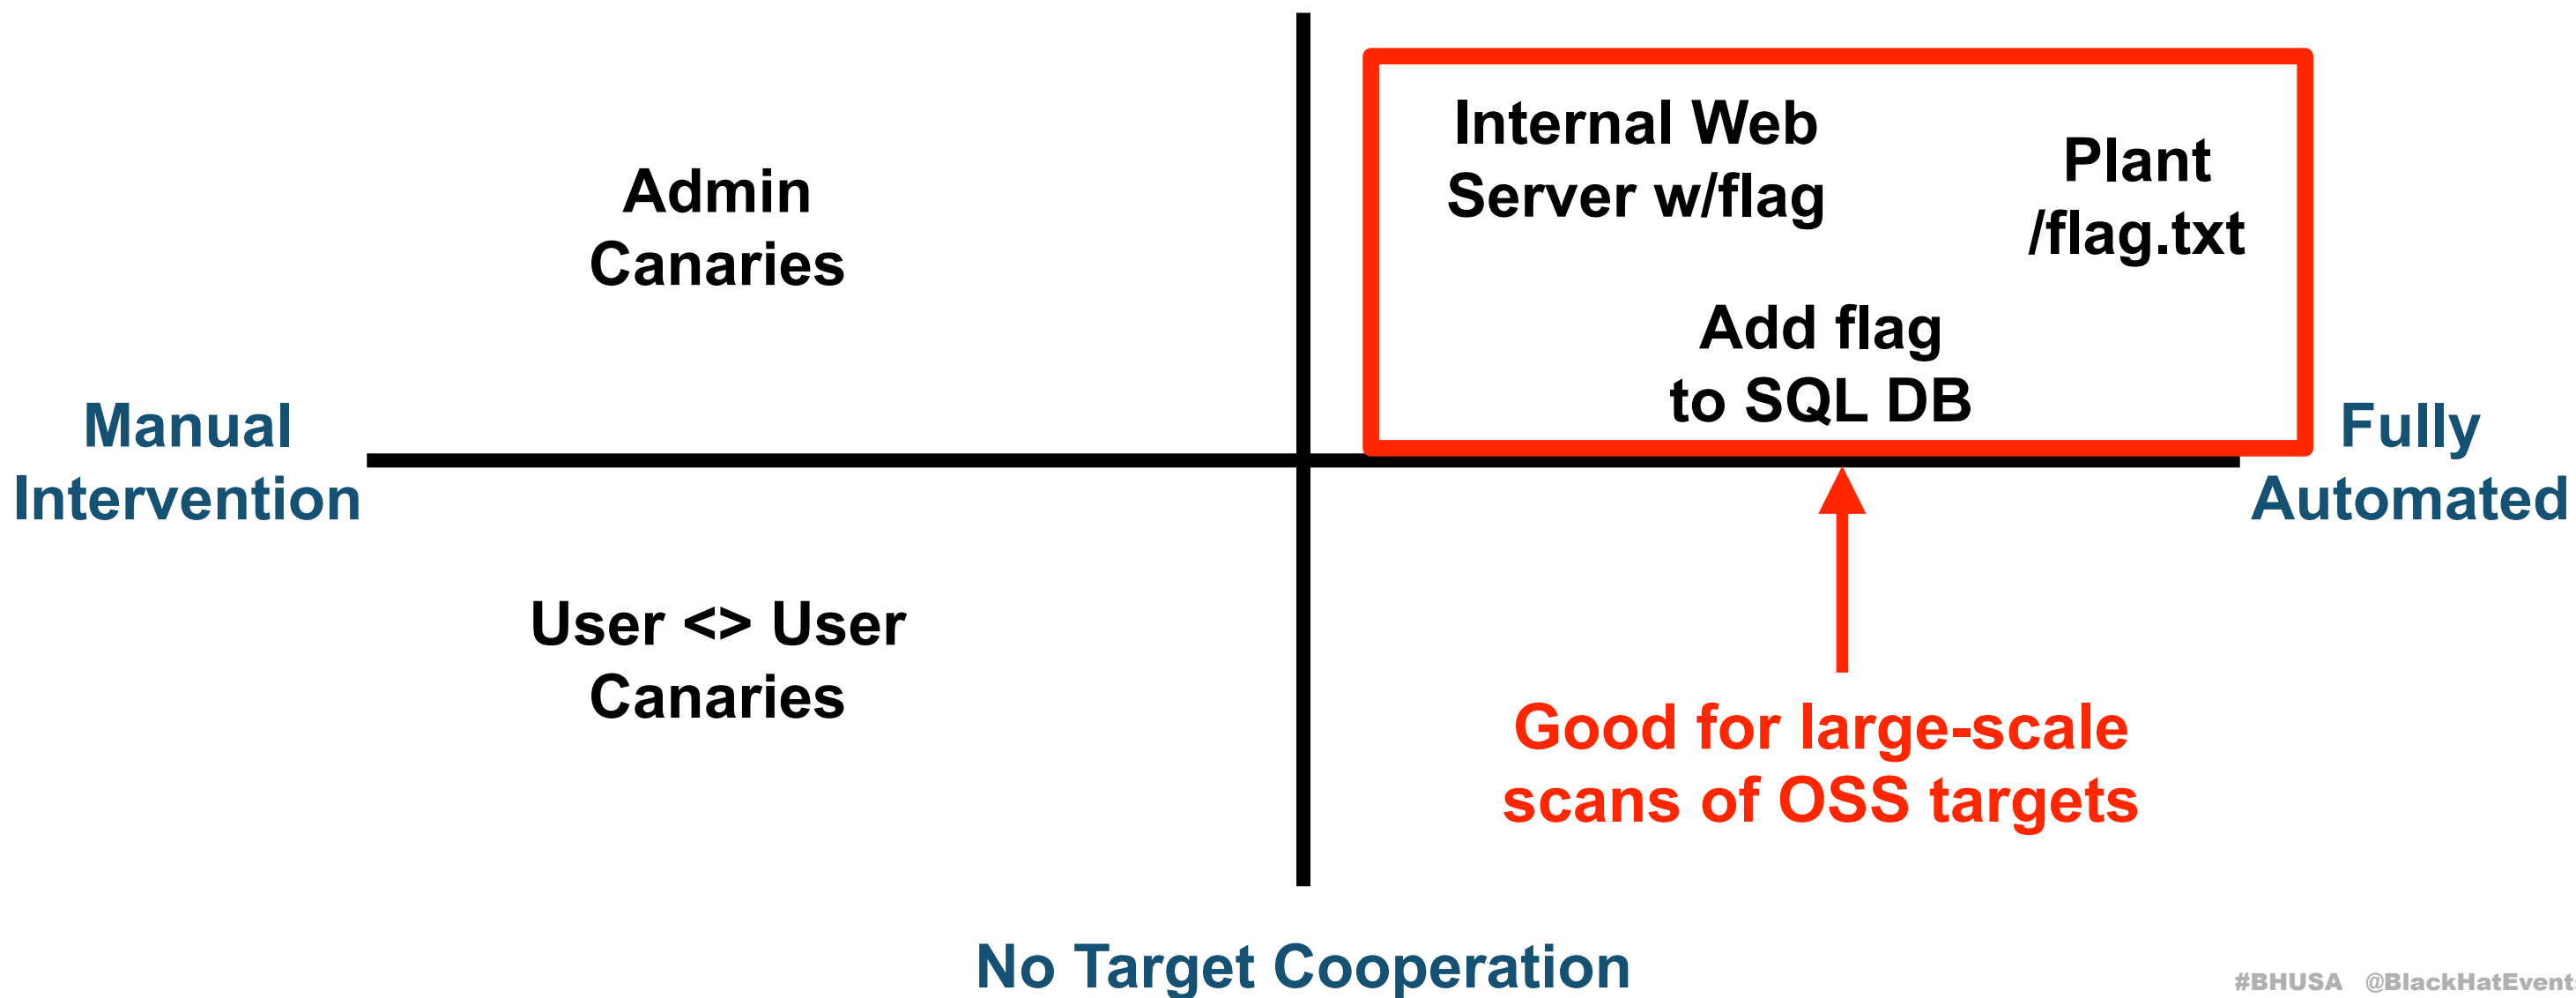 Internal Web
Server w/flag
Plant
/flag.txt
Admin
Canaries
Add flag
to SQL DB
Manual
Intervention
Fully
Automated
User <> User
Canaries
Good for large-scale
scans of OSS targets
No Target Cooperation
#BHUSA @BlackHatEvent